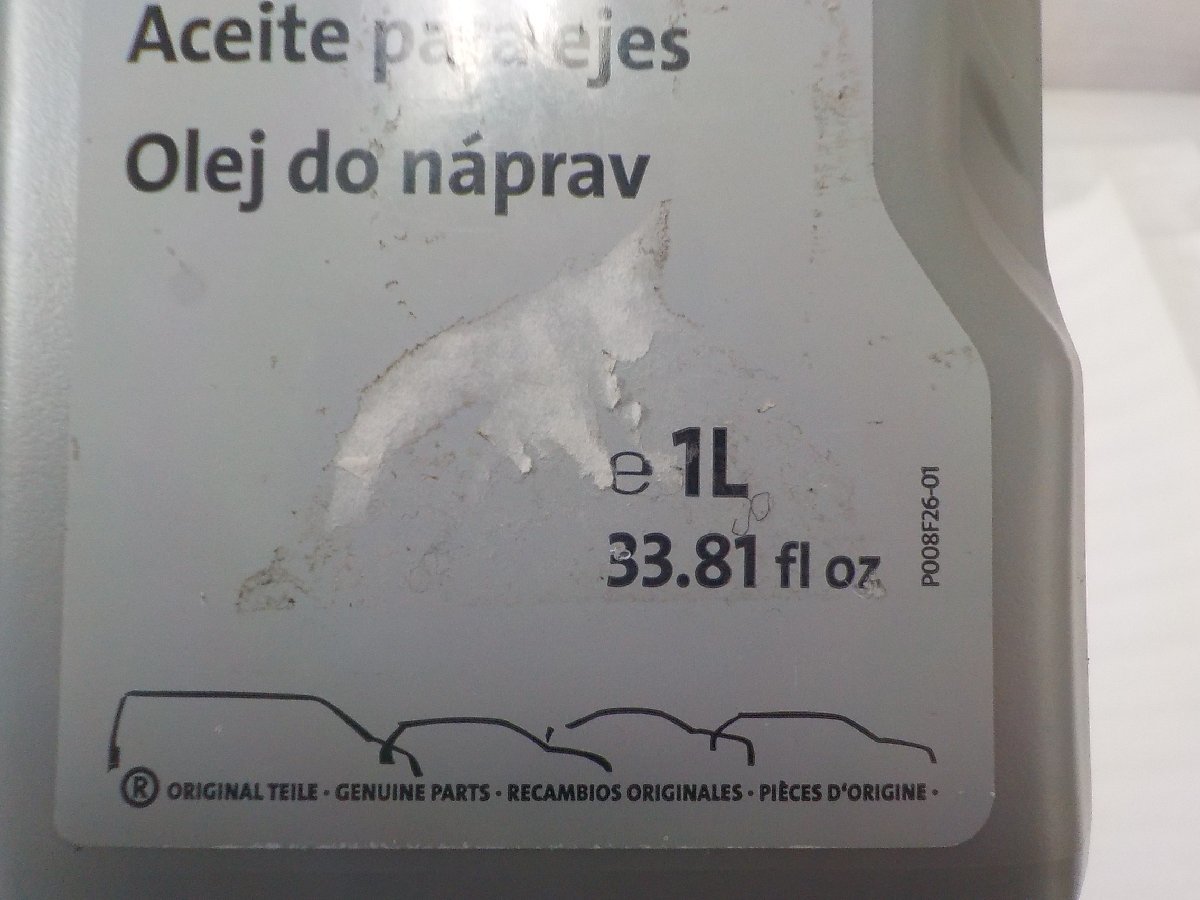 Aceite para ejes
Olej do náprav
℮ 1L
33.81 fl oz
P008F26-01
® ORIGINAL TEILE · GENUINE PARTS · RECAMBIOS ORIGINALES · PIÈCES D'ORIGINE ·